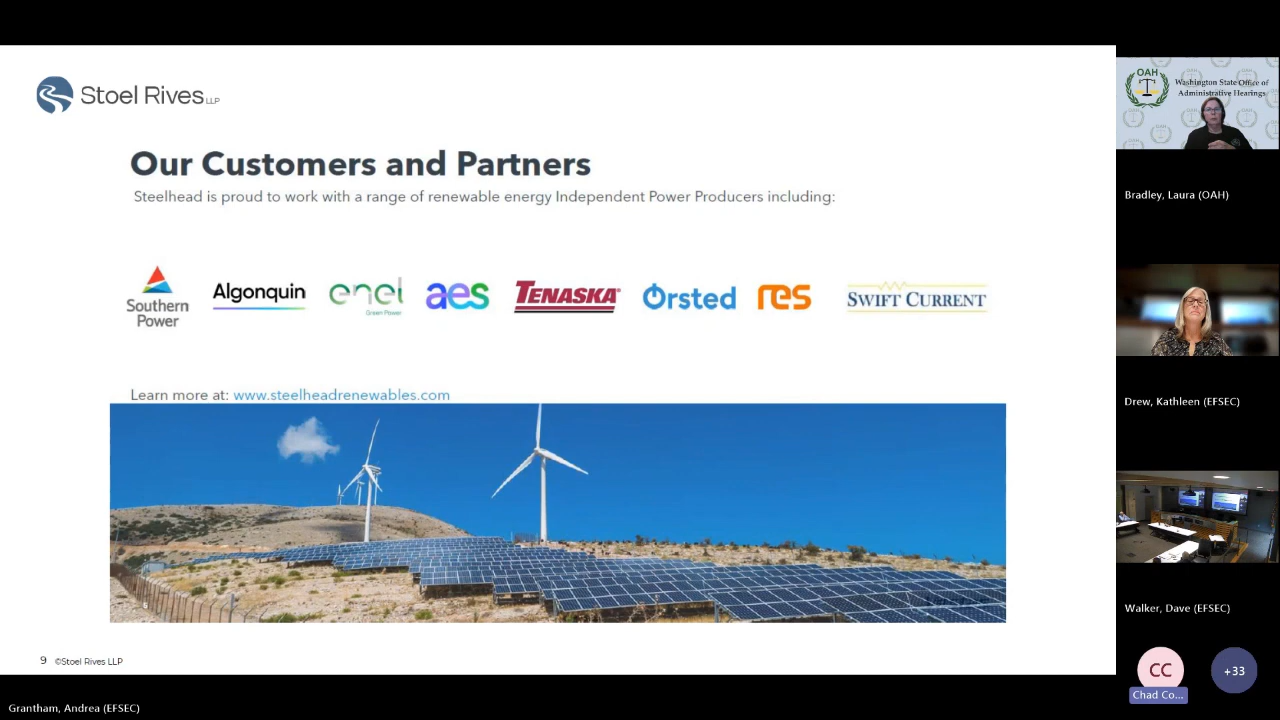 Stoel Rives LLP
Our Customers and Partners
Steelhead is proud to work with a range of renewable energy Independent Power Producers including:
Southern
Power
Algonquin
enel
Green Power
aes
TENASKA®
Ørsted
res
SWIFT CURRENT
Learn more at: www.steelheadrenewables.com
9 ©Stoel Rives LLP
Grantham, Andrea (EFSEC)
OAH
Washington State Office of
Administrative Hearings
Bradley, Laura (OAH)
Drew, Kathleen (EFSEC)
Walker, Dave (EFSEC)
CC
+33
Chad Co...